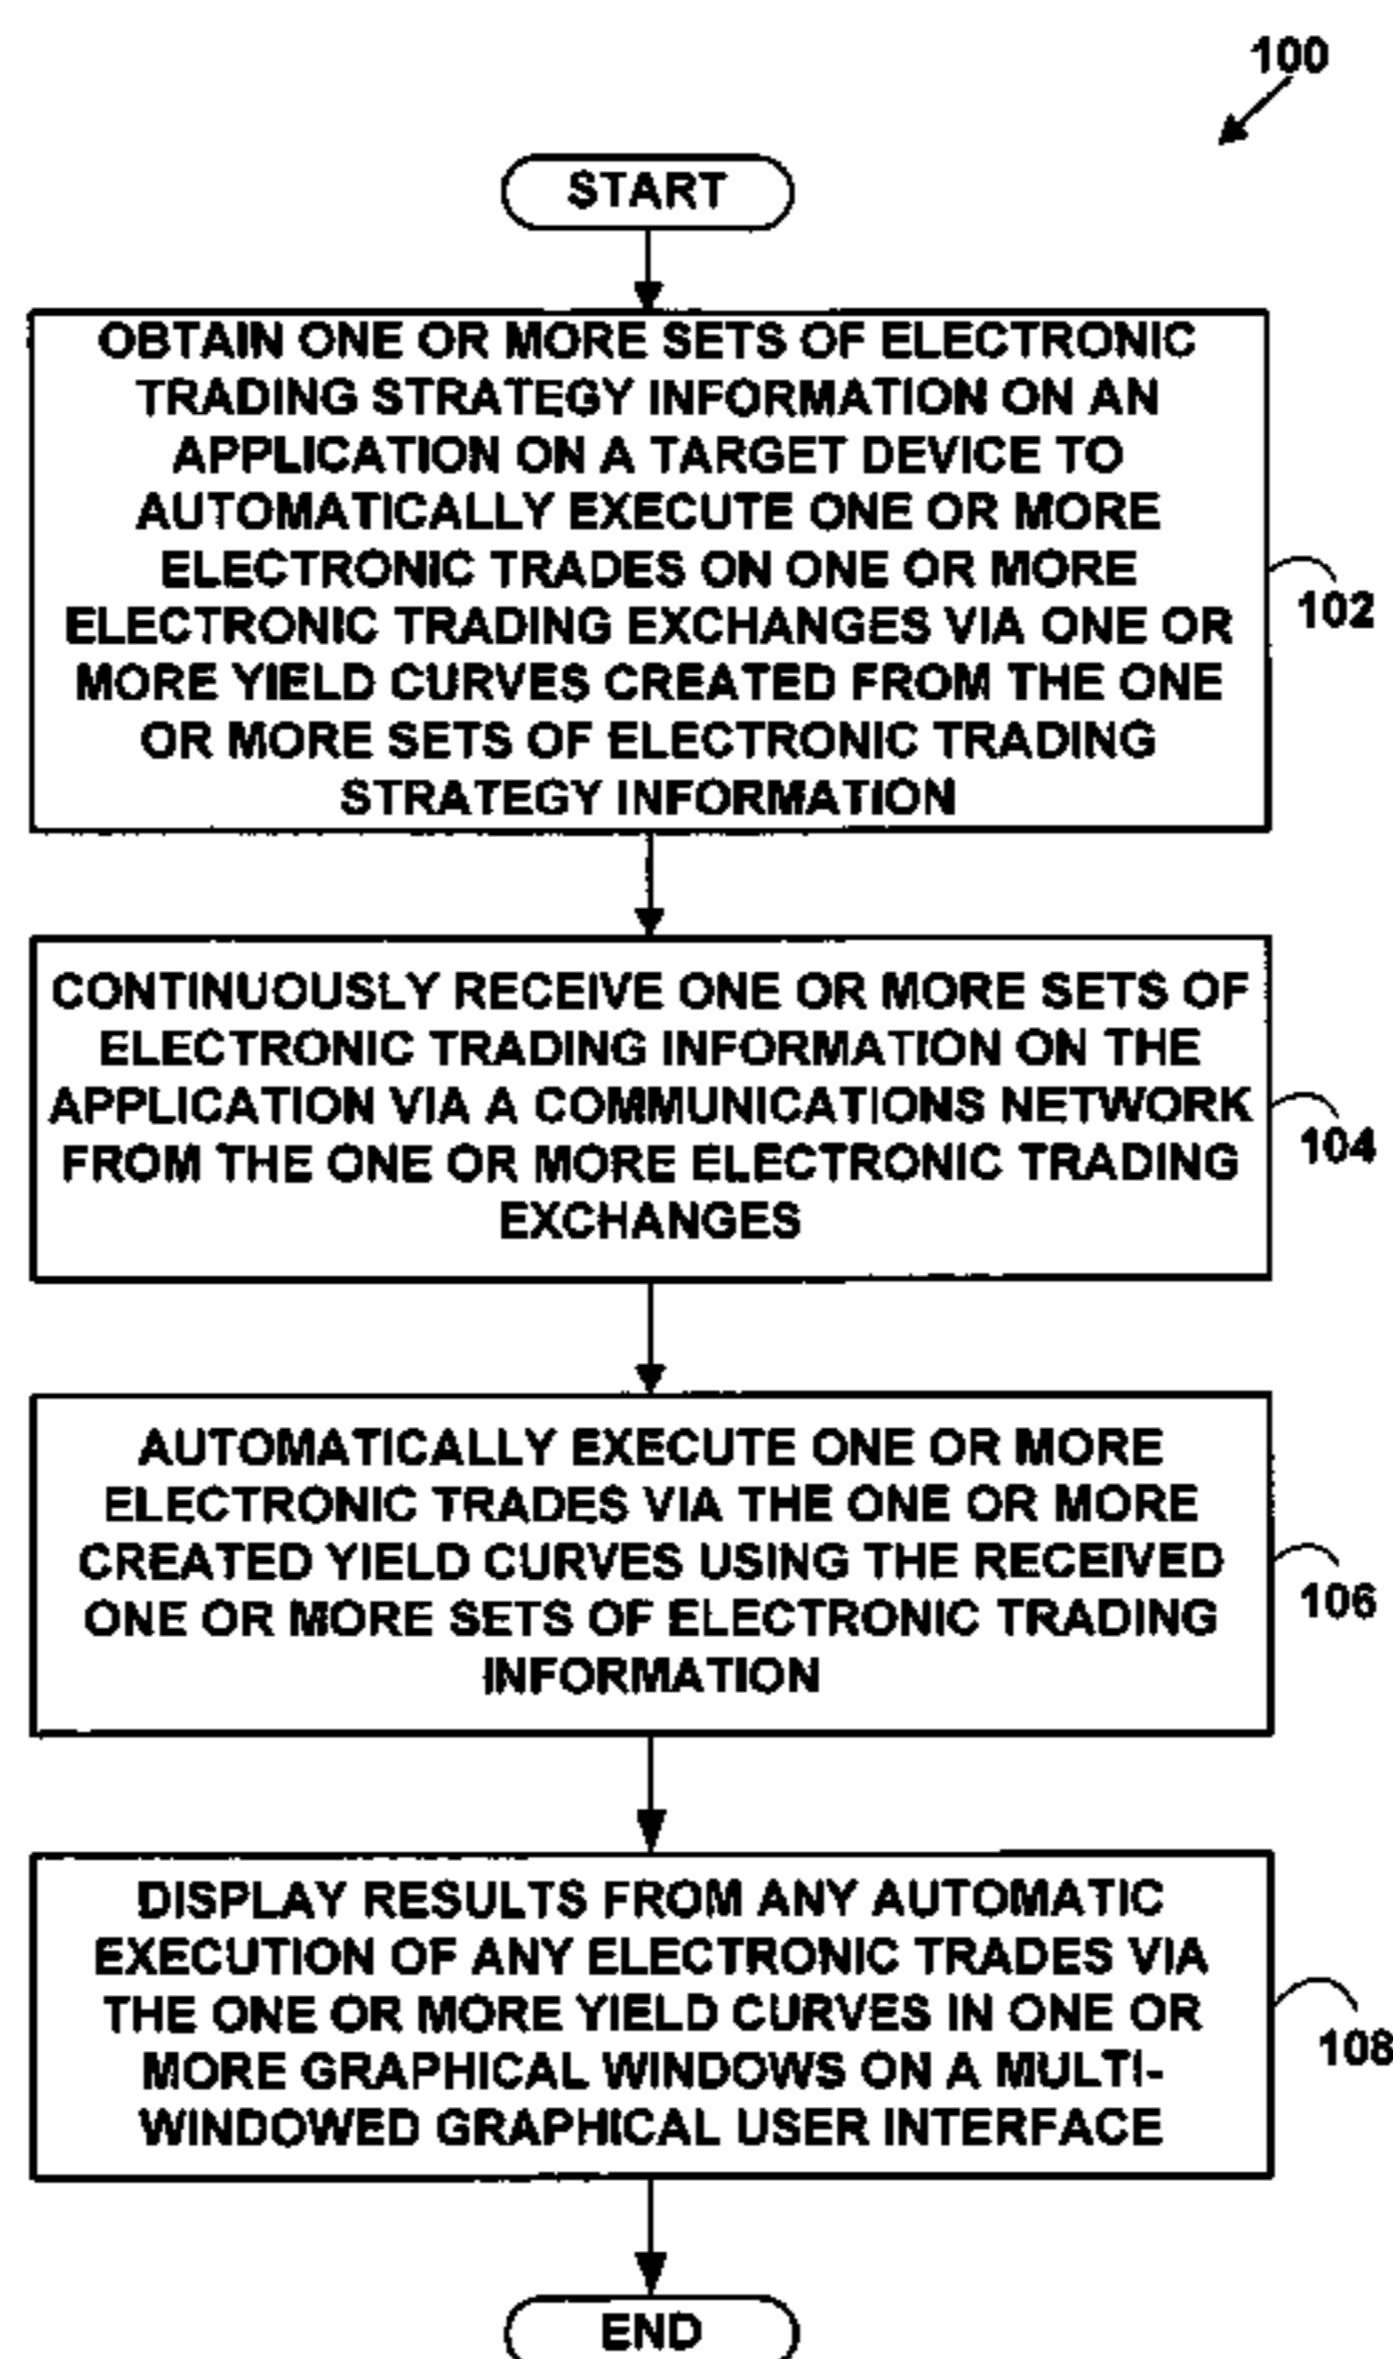 100
START
OBTAIN ONE OR MORE SETS OF ELECTRONIC
TRADING STRATEGY INFORMATION ON AN
APPLICATION ON A TARGET DEVICE TO
AUTOMATICALLY EXECUTE ONE OR MORE
ELECTRONIC TRADES ON ONE OR MORE
ELECTRONIC TRADING EXCHANGES VIA ONE OR
MORE YIELD CURVES CREATED FROM THE ONE
OR MORE SETS OF ELECTRONIC TRADING
STRATEGY INFORMATION
102
CONTINUOUSLY RECEIVE ONE OR MORE SETS OF
ELECTRONIC TRADING INFORMATION ON THE
APPLICATION VIA A COMMUNICATIONS NETWORK
FROM THE ONE OR MORE ELECTRONIC TRADING
EXCHANGES
104
AUTOMATICALLY EXECUTE ONE OR MORE
ELECTRONIC TRADES VIA THE ONE OR MORE
CREATED YIELD CURVES USING THE RECEIVED
ONE OR MORE SETS OF ELECTRONIC TRADING
INFORMATION
106
DISPLAY RESULTS FROM ANY AUTOMATIC
EXECUTION OF ANY ELECTRONIC TRADES VIA
THE ONE OR MORE YIELD CURVES IN ONE OR
MORE GRAPHICAL WINDOWS ON A MULTI-
WINDOWED GRAPHICAL USER INTERFACE
108
END